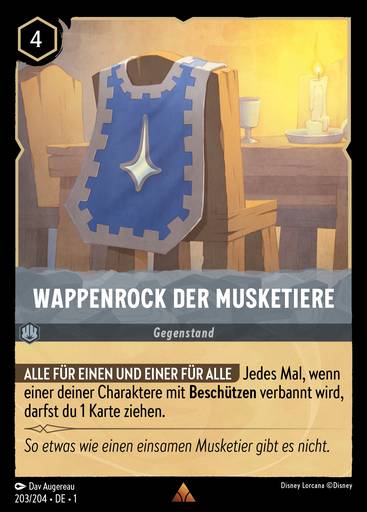 4
WAPPENROCK DER MUSKETIERE
Gegenstand
ALLE FÜR EINEN UND EINER FÜR ALLE Jedes Mal, wenn
einer deiner Charaktere mit Beschützen verbannt wird,
darfst du 1 Karte ziehen.
So etwas wie einen einsamen Musketier gibt es nicht.
Dav Augereau
Disney Lorcana ©Disney
203/204 • DE • 1